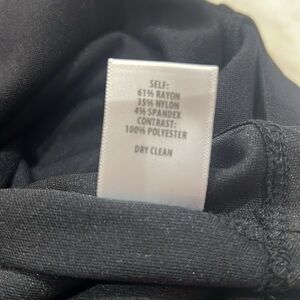 SELF:
61% RAYON
35% NYLON
4% SPANDEX
CONTRAST:
100% POLYESTER
DRY CLEAN